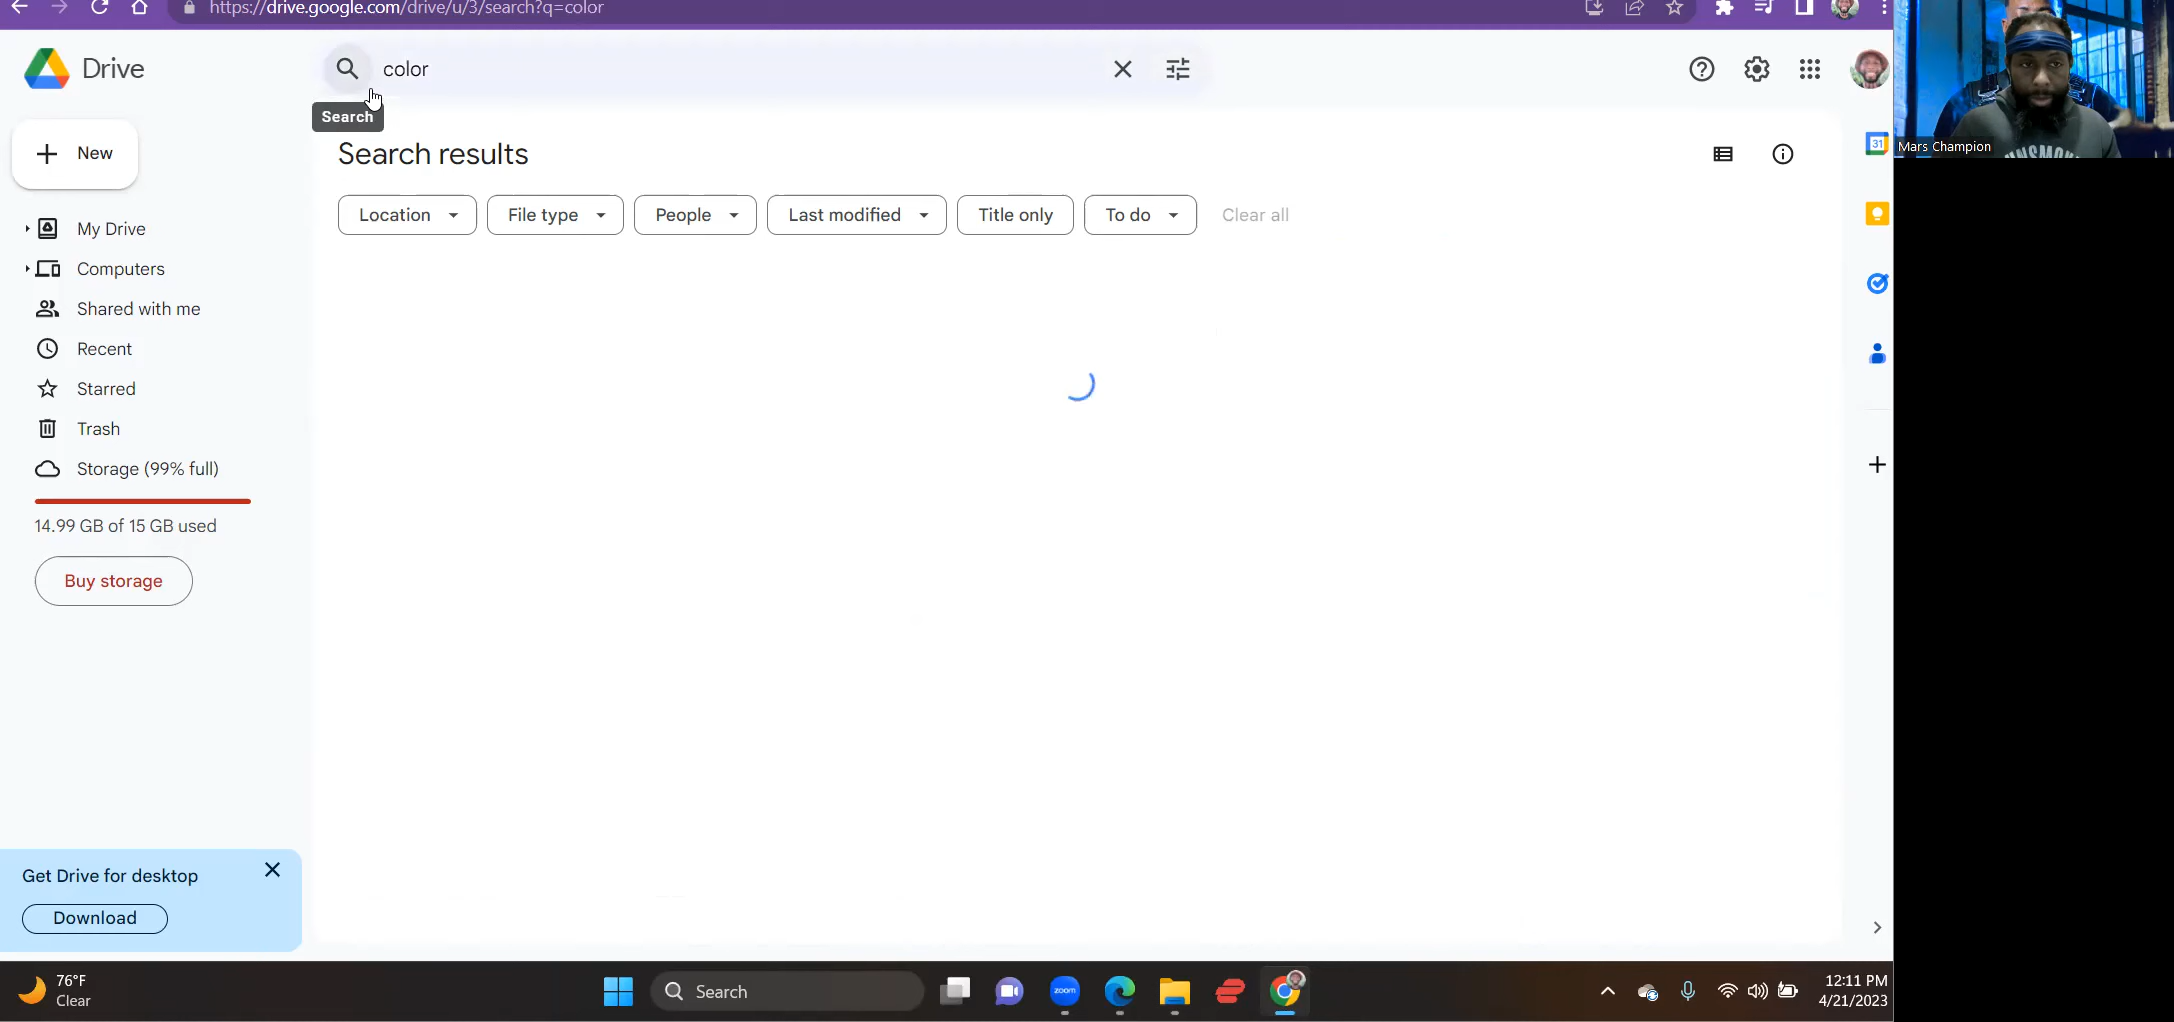 https://drive.google.com/drive/u/3/search?q=color
Drive
color
Search
New
Search results
Location
File type
People
Last modified
Title only
To do
Clear all
My Drive
Computers
Shared with me
Recent
Starred
Trash
Storage (99% full)
14.99 GB of 15 GB used
Buy storage
Get Drive for desktop
Download
31
Mars Champion
76°F
Clear
Search
zoom
12:11 PM
4/21/2023